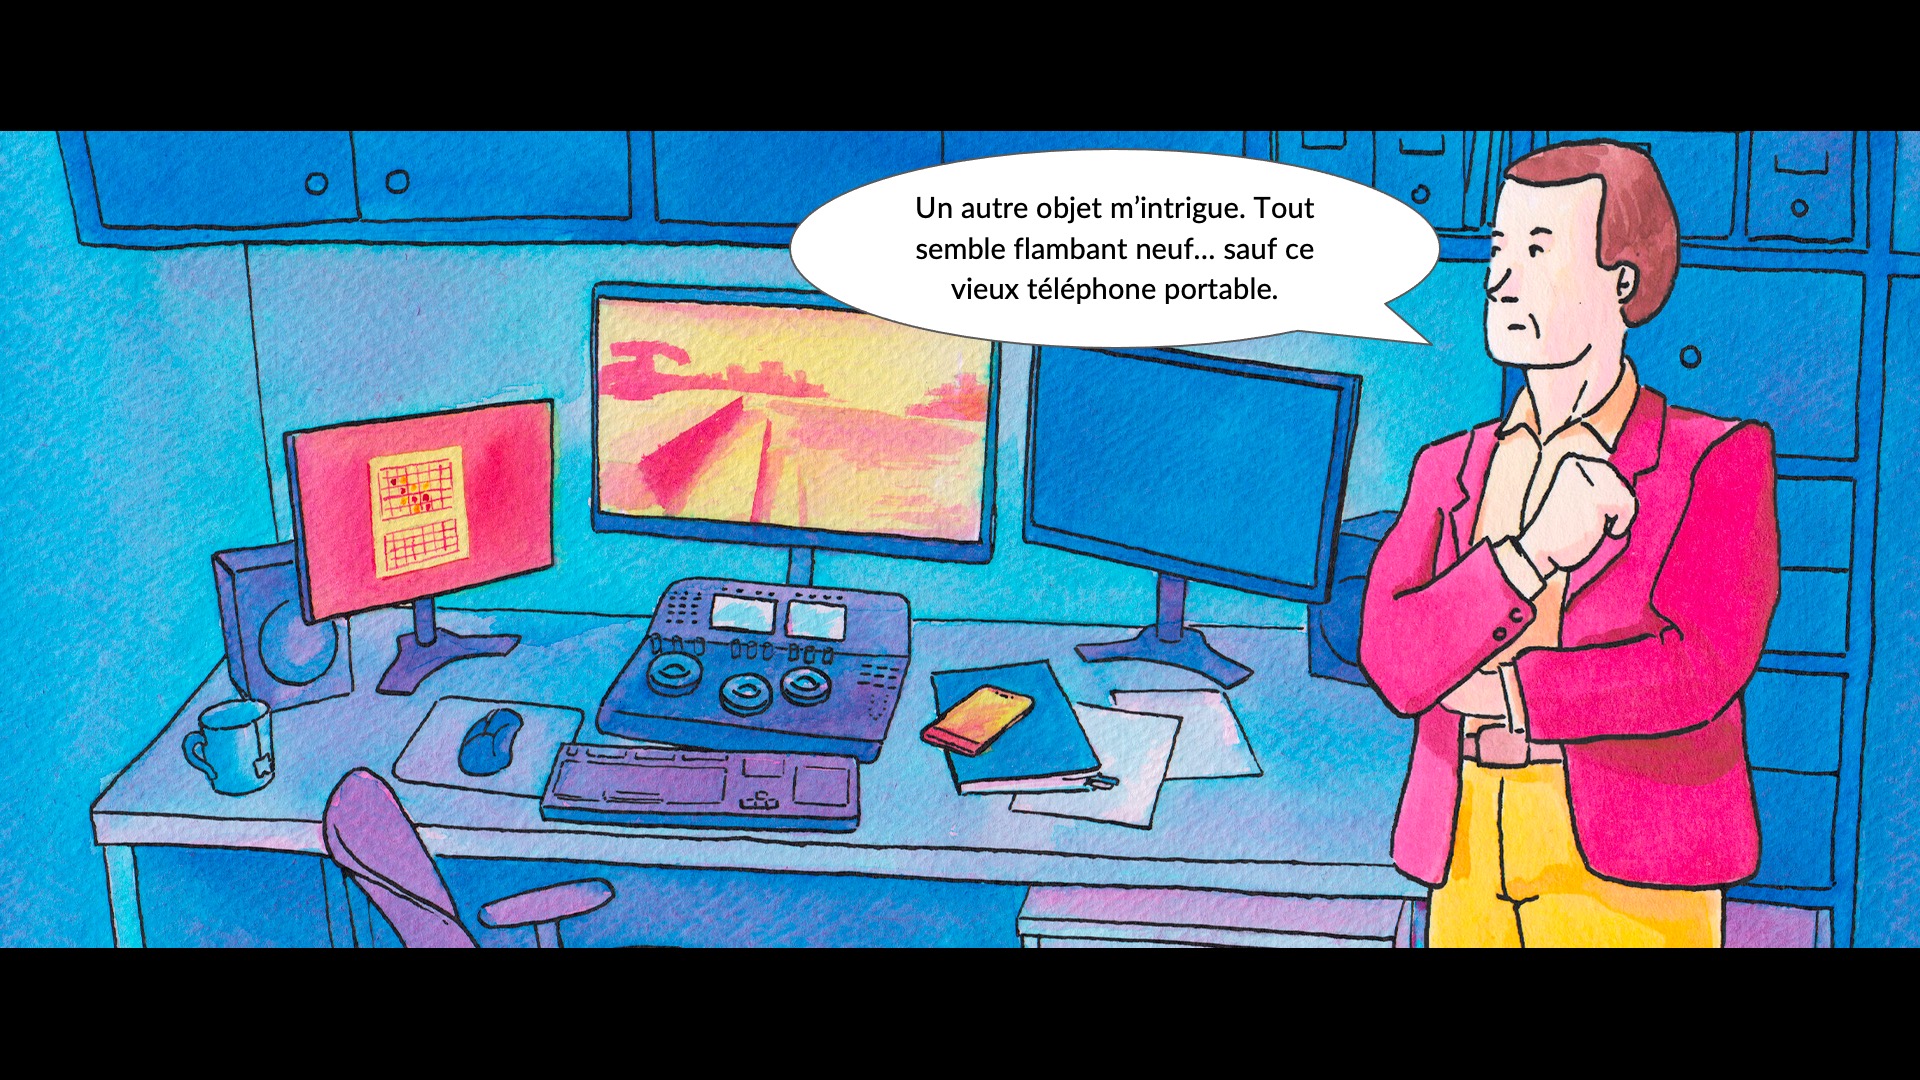 Un autre objet m’intrigue. Tout
semble flambant neuf... sauf ce
vieux téléphone portable.